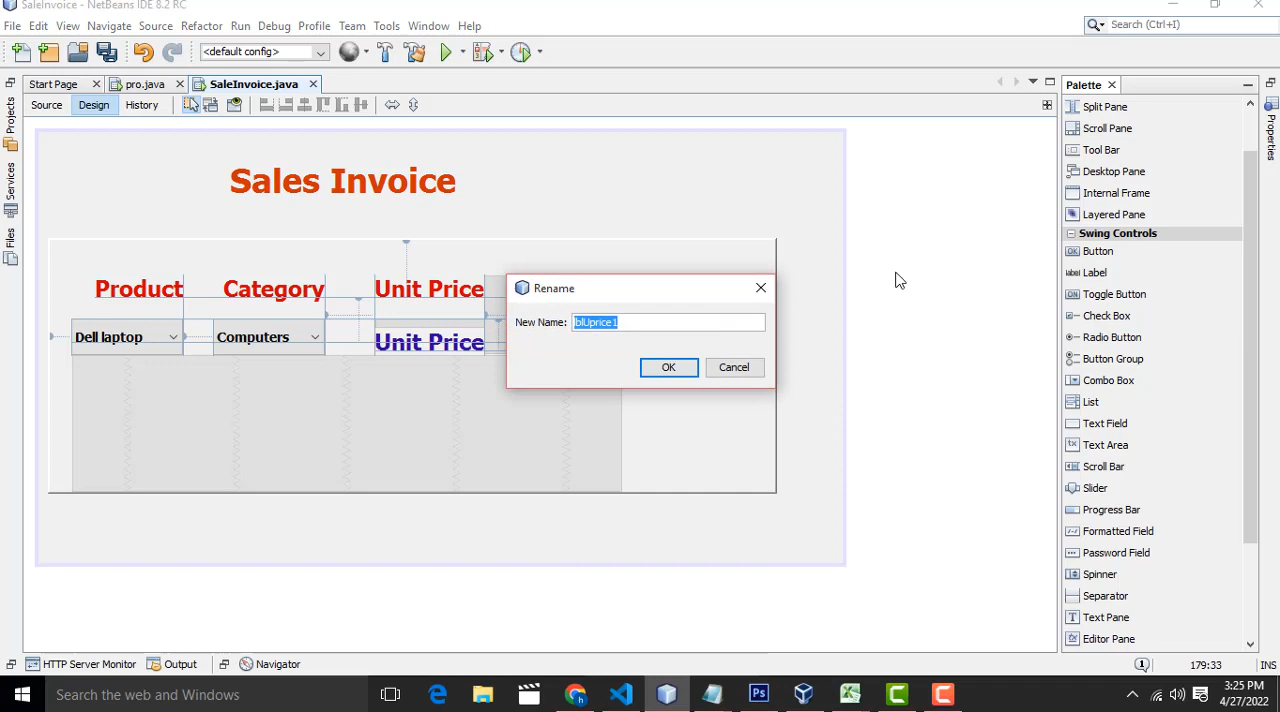 SaleInvoice - NetBeans IDE 8.2 RC
File Edit View Navigate Source Refactor Run Debug Profile Team Tools Window Help
Search (Ctrl+I)
<default config>
Start Page pro.java SaleInvoice.java
Palette
Source Design History
Projects
Services
Files
Properties
Split Pane
Scroll Pane
Tool Bar
Desktop Pane
Internal Frame
Layered Pane
Swing Controls
Button
Label
Toggle Button
Check Box
Radio Button
Button Group
Combo Box
List
Text Field
Text Area
Scroll Bar
Slider
Progress Bar
Formatted Field
Password Field
Spinner
Separator
Text Pane
Editor Pane
Sales Invoice
Product Category Unit Price
Dell laptop Computers Unit Price
Rename
New Name: lblUprice1
OK Cancel
HTTP Server Monitor Output Navigator
1 179:33 INS
Search the web and Windows
3:25 PM
4/27/2022